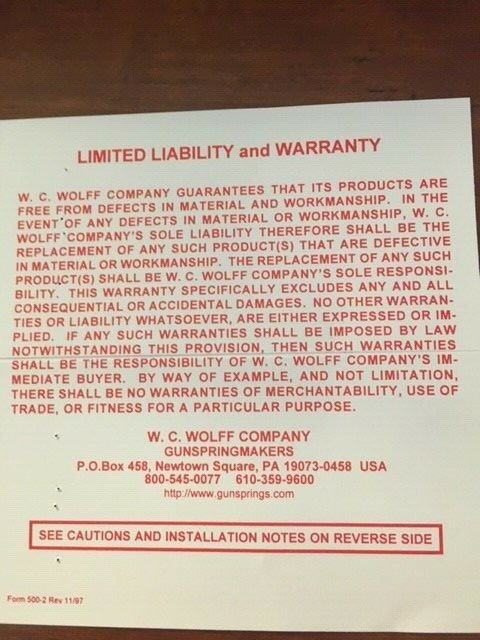 LIMITED LIABILITY and WARRANTY
W. C. WOLFF COMPANY GUARANTEES THAT ITS PRODUCTS ARE
FREE FROM DEFECTS IN MATERIAL AND WORKMANSHIP. IN THE
EVENT OF ANY DEFECTS IN MATERIAL OR WORKMANSHIP, W. C.
WOLFF COMPANY'S SOLE LIABILITY THEREFORE SHALL BE THE
REPLACEMENT OF ANY SUCH PRODUCT(S) THAT ARE DEFECTIVE
IN MATERIAL OR WORKMANSHIP. THE REPLACEMENT OF ANY SUCH
PRODUCT(S) SHALL BE W. C. WOLFF COMPANY'S SOLE RESPONSI-
BILITY. THIS WARRANTY SPECIFICALLY EXCLUDES ANY AND ALL
CONSEQUENTIAL OR ACCIDENTAL DAMAGES. NO OTHER WARRAN-
TIES OR LIABILITY WHATSOEVER, ARE EITHER EXPRESSED OR IM-
PLIED. IF ANY SUCH WARRANTIES SHALL BE IMPOSED BY LAW
NOTWITHSTANDING THIS PROVISION, THEN SUCH WARRANTIES
SHALL BE THE RESPONSIBILITY OF W. C. WOLFF COMPANY'S IM-
MEDIATE BUYER. BY WAY OF EXAMPLE, AND NOT LIMITATION,
THERE SHALL BE NO WARRANTIES OF MERCHANTABILITY, USE OF
TRADE, OR FITNESS FOR A PARTICULAR PURPOSE.
W. C. WOLFF COMPANY
GUNSPRINGMAKERS
P.O.Box 458, Newtown Square, PA 19073-0458 USA
800-545-0077 610-359-9600
http://www.gunsprings.com
SEE CAUTIONS AND INSTALLATION NOTES ON REVERSE SIDE
Form 500-2 Rev 11/97